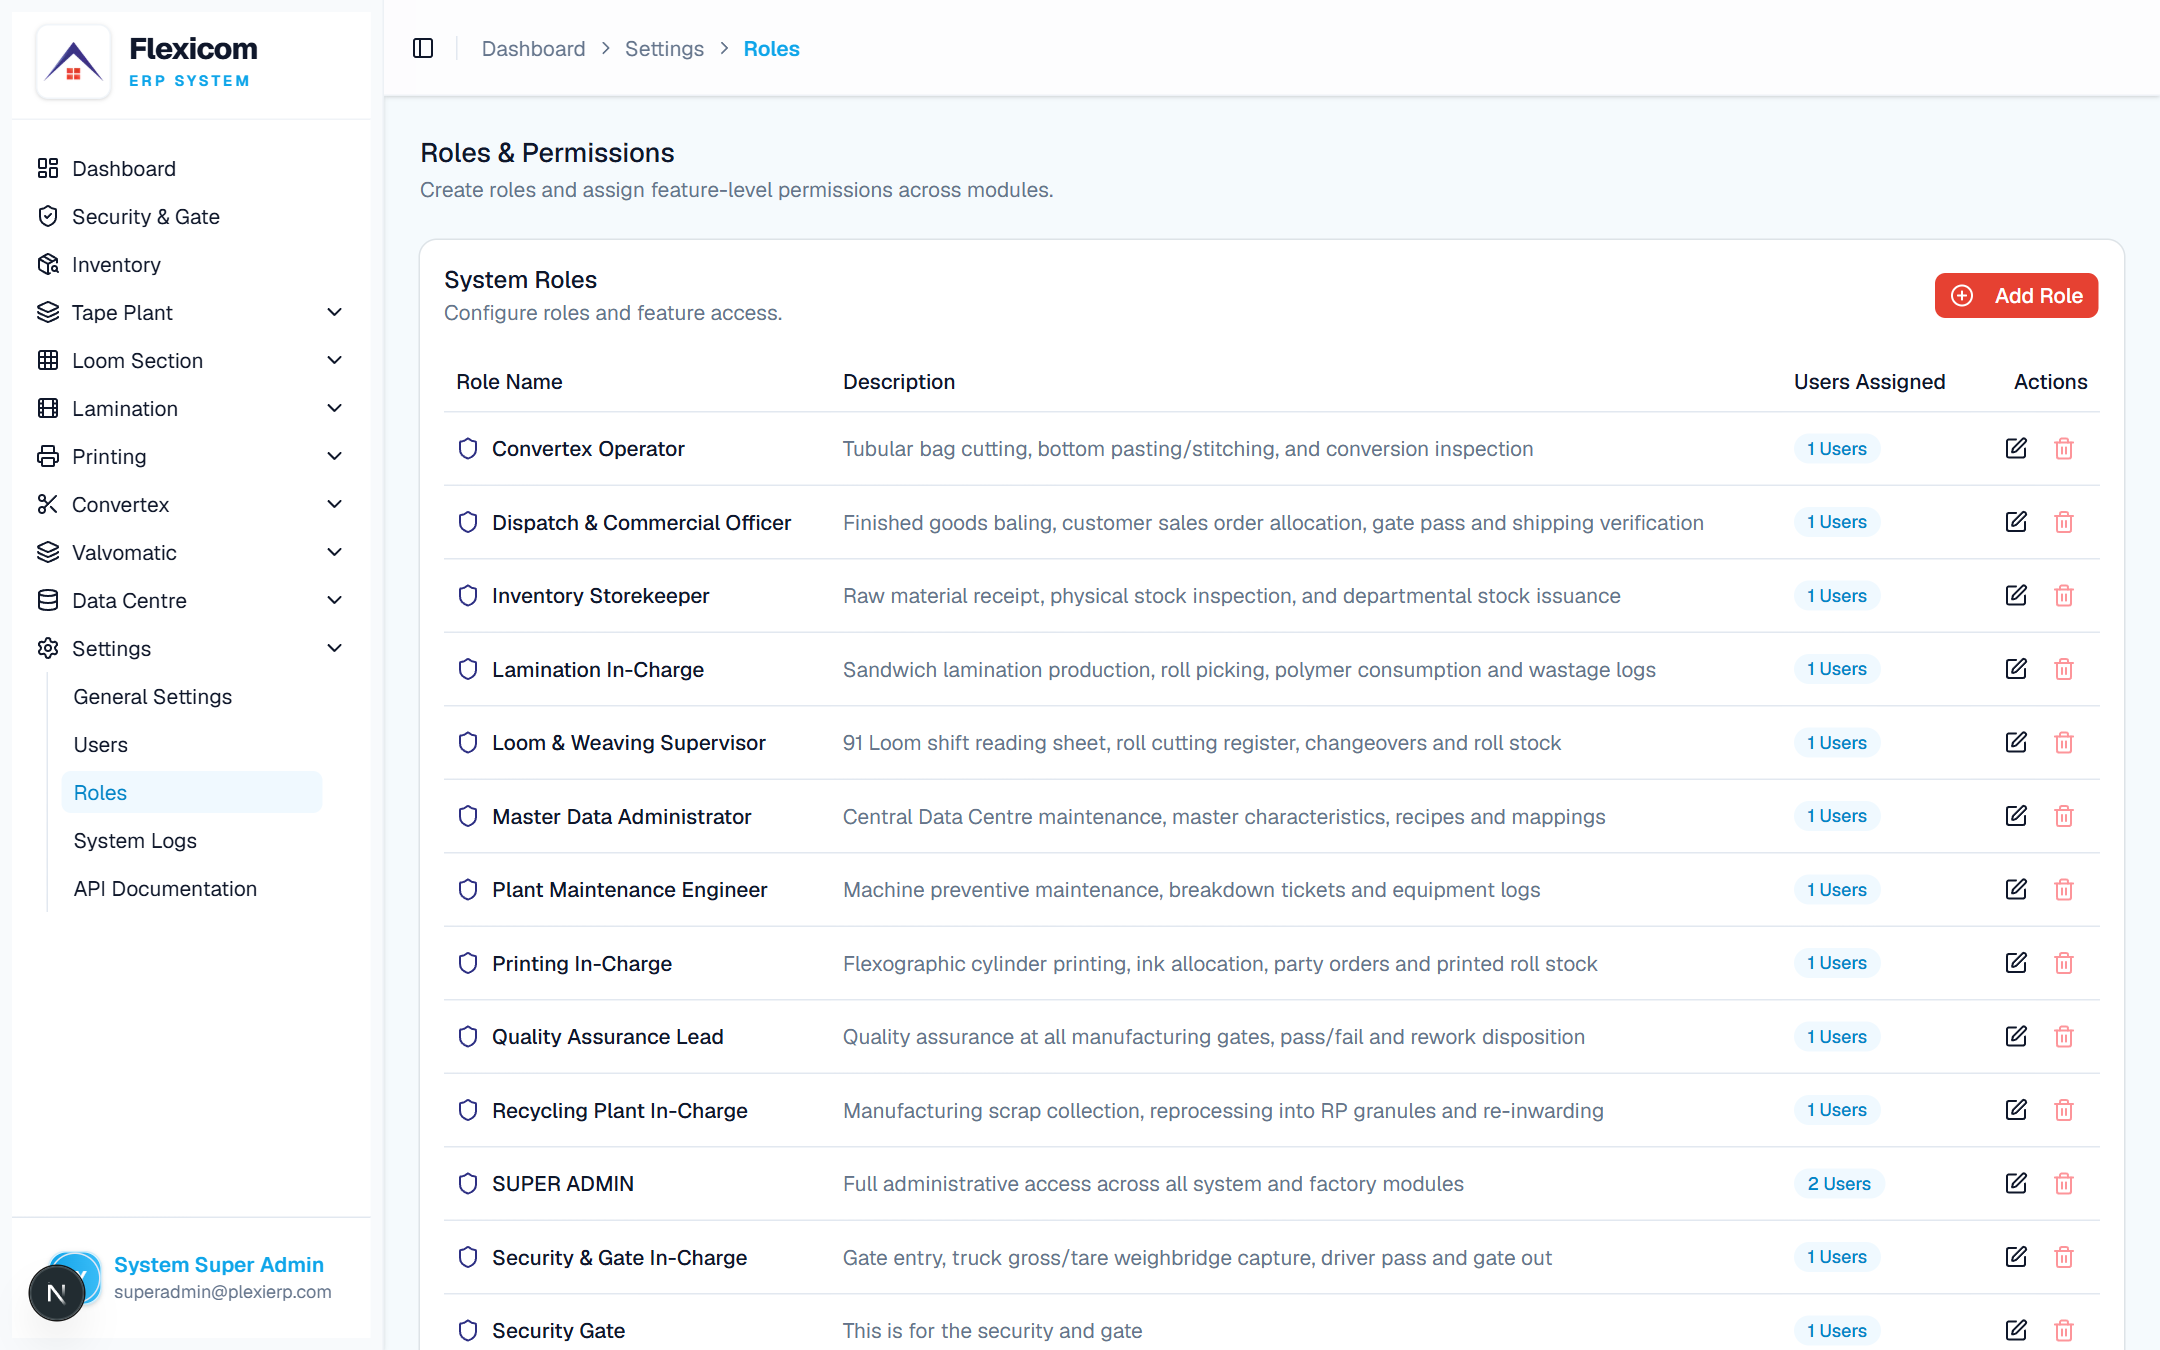 Flexicom
ERP SYSTEM
Dashboard
Security & Gate
Inventory
Tape Plant
Loom Section
Lamination
Printing
Convertex
Valvomatic
Data Centre
Settings
General Settings
Users
Roles
System Logs
API Documentation
System Super Admin
superadmin@plexierp.com
N
Dashboard > Settings > Roles
Roles & Permissions
Create roles and assign feature-level permissions across modules.
System Roles
Configure roles and feature access.
Add Role
Role Name Description Users Assigned Actions
Convertex Operator Tubular bag cutting, bottom pasting/stitching, and conversion inspection 1 Users
Dispatch & Commercial Officer Finished goods baling, customer sales order allocation, gate pass and shipping verification 1 Users
Inventory Storekeeper Raw material receipt, physical stock inspection, and departmental stock issuance 1 Users
Lamination In-Charge Sandwich lamination production, roll picking, polymer consumption and wastage logs 1 Users
Loom & Weaving Supervisor 91 Loom shift reading sheet, roll cutting register, changeovers and roll stock 1 Users
Master Data Administrator Central Data Centre maintenance, master characteristics, recipes and mappings 1 Users
Plant Maintenance Engineer Machine preventive maintenance, breakdown tickets and equipment logs 1 Users
Printing In-Charge Flexographic cylinder printing, ink allocation, party orders and printed roll stock 1 Users
Quality Assurance Lead Quality assurance at all manufacturing gates, pass/fail and rework disposition 1 Users
Recycling Plant In-Charge Manufacturing scrap collection, reprocessing into RP granules and re-inwarding 1 Users
SUPER ADMIN Full administrative access across all system and factory modules 2 Users
Security & Gate In-Charge Gate entry, truck gross/tare weighbridge capture, driver pass and gate out 1 Users
Security Gate This is for the security and gate 1 Users